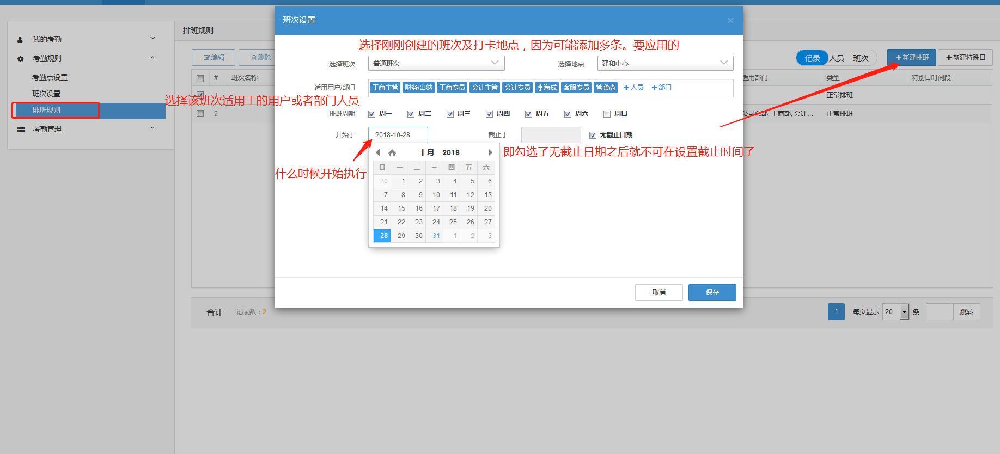 班次设置
×
选择刚刚创建的班次及打卡地点，因为可能添加多条。要应用的
我的考勤
考勤规则
考勤点设置
班次设置
排班规则
考勤管理
排班规则
编辑
删除
记录 人员 班次
新建排班
新建特殊日
# 班次名称
适用部门 类型 特别日时间段
1
正常排班
2
公司总部, 工商部, 会计... 正常排班
选择班次 普通班次 选择地点 建和中心
适用用户/部门 工商主管 财务/出纳 工商专员 会计主管 会计专员 李海成 客服专员 管龚尚 人员 部门
选择该班次适用于的用户或者部门人员
排班周期 周一 周二 周三 周四 周五 周六 周日
开始于 2018-10-28 截止于 无截止日期
即勾选了无截止日期之后就不可在设置截止时间了
什么时候开始执行
十月 2018
日 一 二 三 四 五 六
30 1 2 3 4 5 6
7 8 9 10 11 12 13
14 15 16 17 18 19 20
21 22 23 24 25 26 27
28 29 30 31 1 2 3
取消 保存
合计 记录数：2
1 每页显示 20 条 跳转